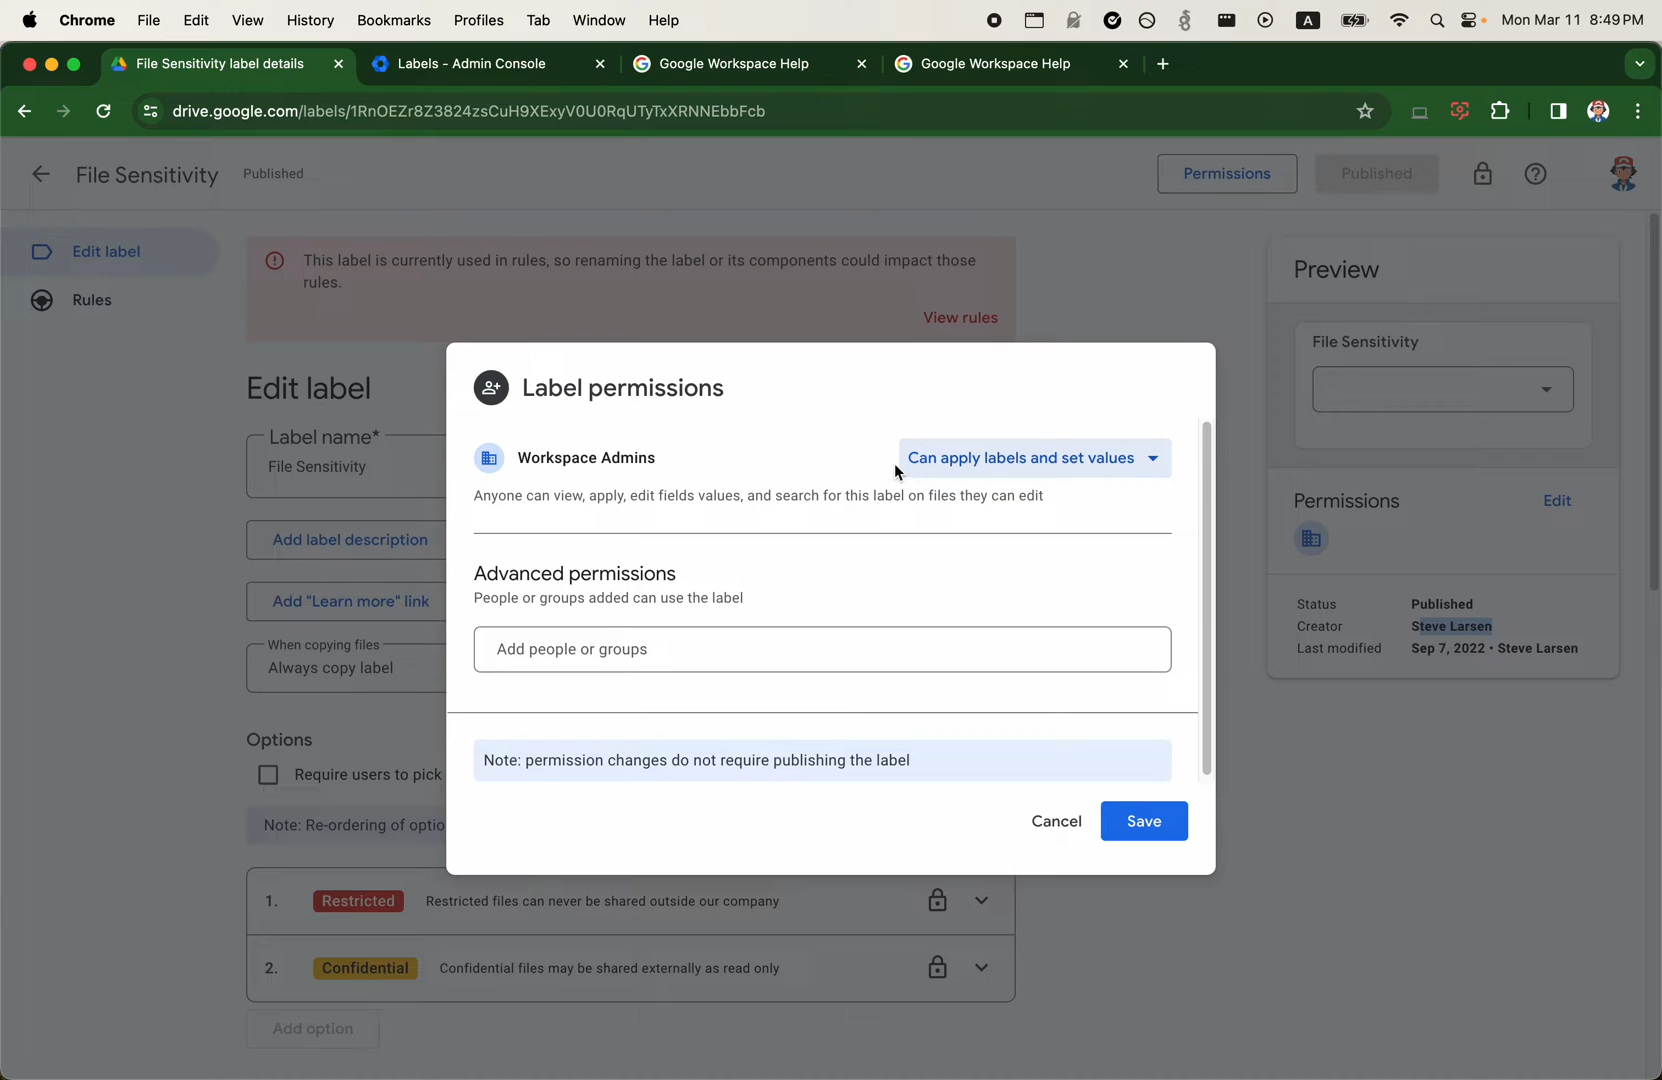 Chrome File Edit View History Bookmarks Profiles Tab Window Help A Mon Mar 11 8:49 PM
File Sensitivity label details Labels - Admin Console Google Workspace Help Google Workspace Help
drive.google.com/labels/1RnOEZr8Z3824zsCuH9XExyV0U0RqUTyTxXRNNEbbFcb
File Sensitivity Published Permissions Published
Edit label
Rules
This label is currently used in rules, so renaming the label or its components could impact those
rules.
View rules
Edit label
Label name*
File Sensitivity
Add label description
Add "Learn more" link
When copying files
Always copy label
Options
Require users to pick
Note: Re-ordering of optio
1. Restricted Restricted files can never be shared outside our company
2. Confidential Confidential files may be shared externally as read only
Add option
Label permissions
Workspace Admins Can apply labels and set values
Anyone can view, apply, edit fields values, and search for this label on files they can edit
Advanced permissions
People or groups added can use the label
Add people or groups
Note: permission changes do not require publishing the label
Cancel Save
Preview
File Sensitivity
Permissions Edit
Status Published
Creator Steve Larsen
Last modified Sep 7, 2022 • Steve Larsen